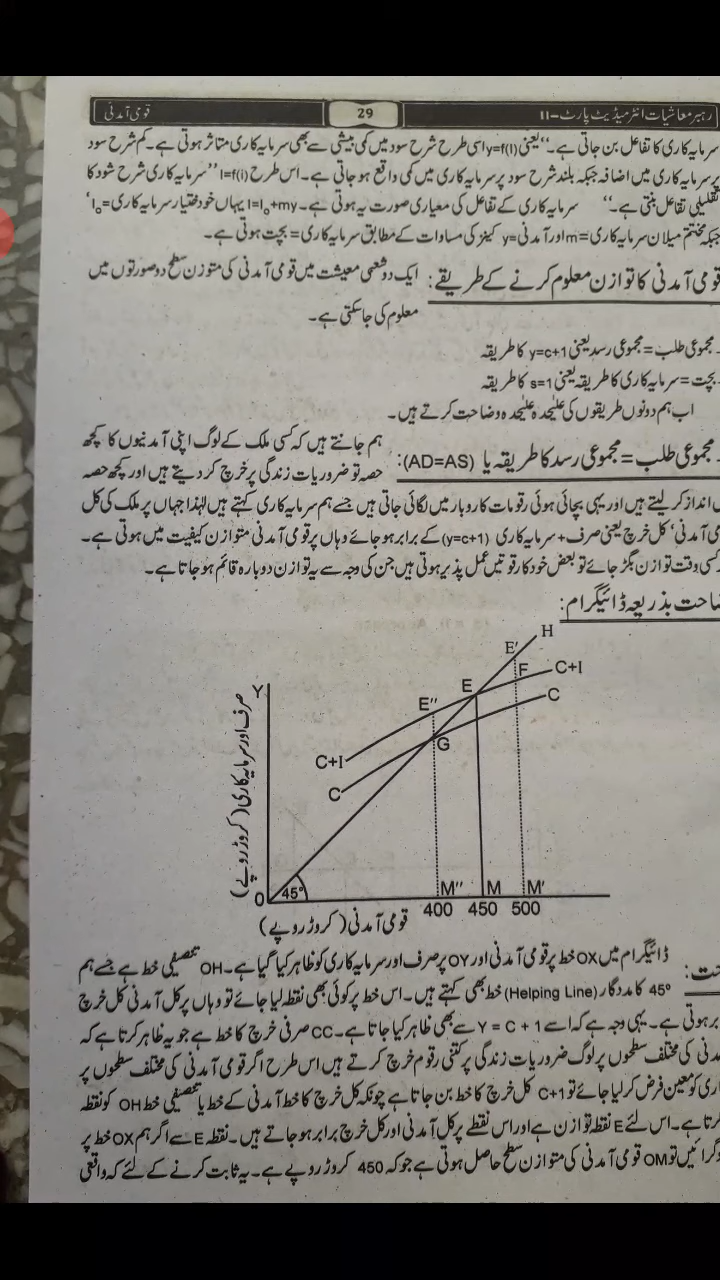 رہبر معاشیات انٹرمیڈیٹ پارٹ-II 29 قومی آمدنی
سرمایہ کاری کا تفاعل بن جاتی ہے۔‘‘ یعنی y=f(1) اسی طرح شرح سود میں کمی بیشی سے بھی سرمایہ کاری متاثر ہوتی ہے۔ کم شرح سود
پر سرمایہ کاری میں اضافہ جبکہ بلند شرح سود پر سرمایہ کاری میں کمی واقع ہو جاتی ہے۔ اس طرح I=f(i) ’’سرمایہ کاری شرح شود کا
تقلیلی تفاعل بنتی ہے۔‘‘ سرمایہ کاری کے تفاعل کی معیاری صورت یہ ہوتی ہے۔ I=I₀+my یہاں خود مختیار سرمایہ کاری=I₀،
جبکہ مختتم میلان سرمایہ کاری=m اور آمدنی=y کینز کی مساوات کے مطابق سرمایہ کاری = بچت ہوتی ہے۔
قومی آمدنی کا توازن معلوم کرنے کے طریقے: ایک دو شعبی معیشت میں قومی آمدنی کی متوازن سطح دو صورتوں میں
معلوم کی جا سکتی ہے۔
۔ مجموعی طلب = مجموعی رسد یعنی y=c+1 کا طریقہ
۔ بچت = سرمایہ کاری کا طریقہ یعنی s=1 کا طریقہ
اب ہم دونوں طریقوں کی علیٰحدہ علیٰحدہ وضاحت کرتے ہیں۔
۔ مجموعی طلب = مجموعی رسد کا طریقہ یا (AD=AS): ہم جانتے ہیں کہ کسی ملک کے لوگ اپنی آمدنیوں کا کچھ
حصہ تو ضروریات زندگی پر خرچ کر دیتے ہیں اور کچھ حصہ
انداز کر لیتے ہیں اور یہی بچائی ہوئی رقومات کاروبار میں لگائی جاتی ہیں جسے ہم سرمایہ کاری کہتے ہیں لہٰذا جہاں پر ملک کی کل
آمدنی، کل خرچ یعنی صرف + سرمایہ کاری (y=c+1) کے برابر ہو جائے وہاں پر قومی آمدنی متوازن کیفیت میں ہوتی ہے۔
کسی وقت توازن بگڑ جائے تو بعض خود کار قوتیں عمل پذیر ہوتی ہیں جن کی وجہ سے یہ توازن دوبارہ قائم ہو جاتا ہے۔
ضاحت بذریعہ ڈائیگرام:
H
E'
F C+I
Y E
C
E''
G
C+I
C
صرف اور سرمایہ کاری (کروڑ روپے)
O 45° M'' M M'
400 450 500
قومی آمدنی (کروڑ روپے)
ڈائیگرام میں OX خط پر قومی آمدنی اور OY پر صرف اور سرمایہ کاری کو ظاہر کیا گیا ہے۔ OH تنصیفی خط ہے جسے ہم
45° کا مددگار (Helping Line) خط بھی کہتے ہیں۔ اس خط پر کوئی بھی نقطہ لیا جائے تو وہاں پر کل آمدنی کل خرچ
بر ہوتی ہے۔ یہی وجہ ہے کہ اسے Y = C + 1 سے بھی ظاہر کیا جاتا ہے۔ CC صرفی خرچ کا خط ہے جو یہ ظاہر کرتا ہے کہ
مدنی کی مختلف سطحوں پر لوگ ضروریات زندگی پر کتنی رقوم خرچ کرتے ہیں اس طرح اگر قومی آمدنی کی مختلف سطحوں پر
اری کو معین فرض کر لیا جائے تو C+1 کل خرچ کا خط بن جاتا ہے چونکہ کل خرچ کا خط آمدنی کے خط یا تنصیفی خط OH کو نقطہ
کرتا ہے۔ اس لئے E نقطہ توازن ہے اور اس نقطے پر کل آمدنی اور کل خرچ برابر ہو جاتے ہیں۔ نقطہ E سے اگر ہم OX خط پر
گرائیں تو OM قومی آمدنی کی متوازن سطح حاصل ہوتی ہے جو کہ 450 کروڑ روپے ہے۔ یہ ثابت کرنے کے لئے کہ واقعی